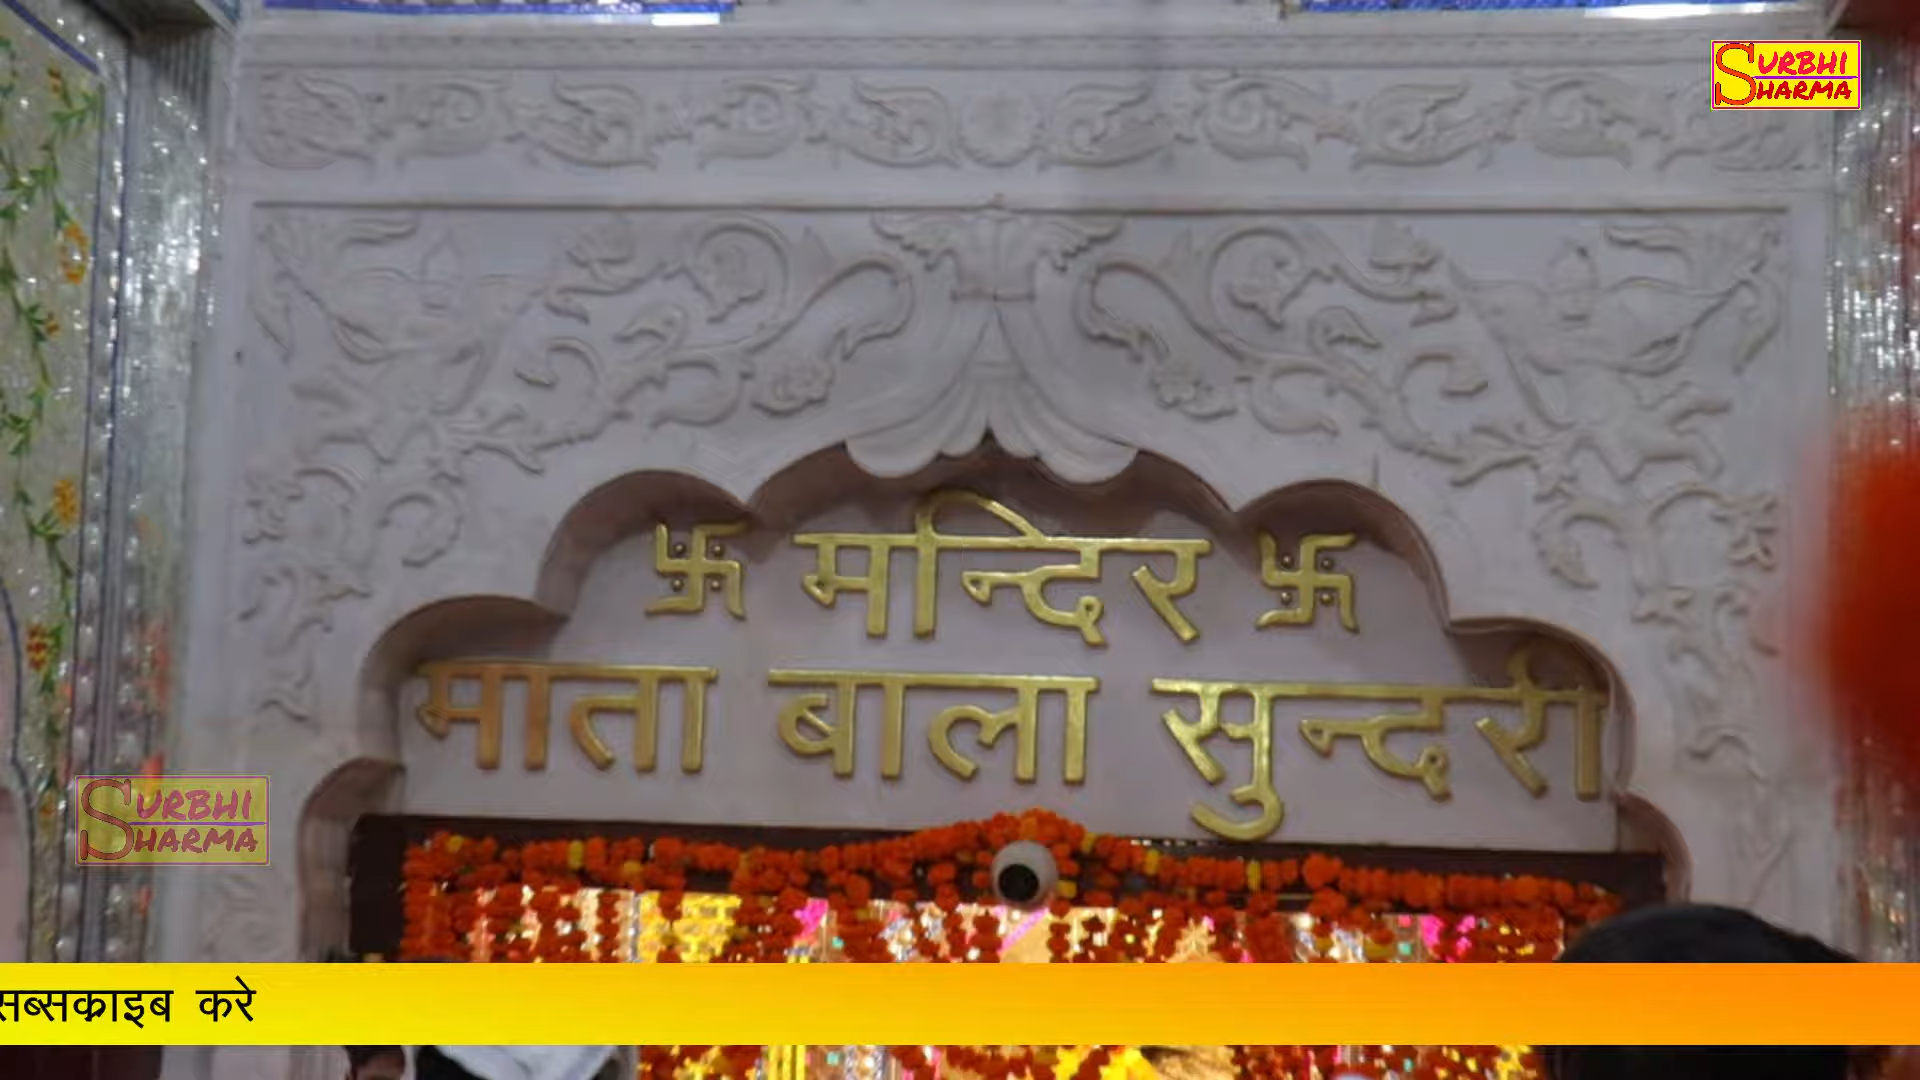 SURBHI
SHARMA
卐 मन्दिर 卐
माता बाला सुन्दरी
SURBHI
SHARMA
सब्सक्राइब करे